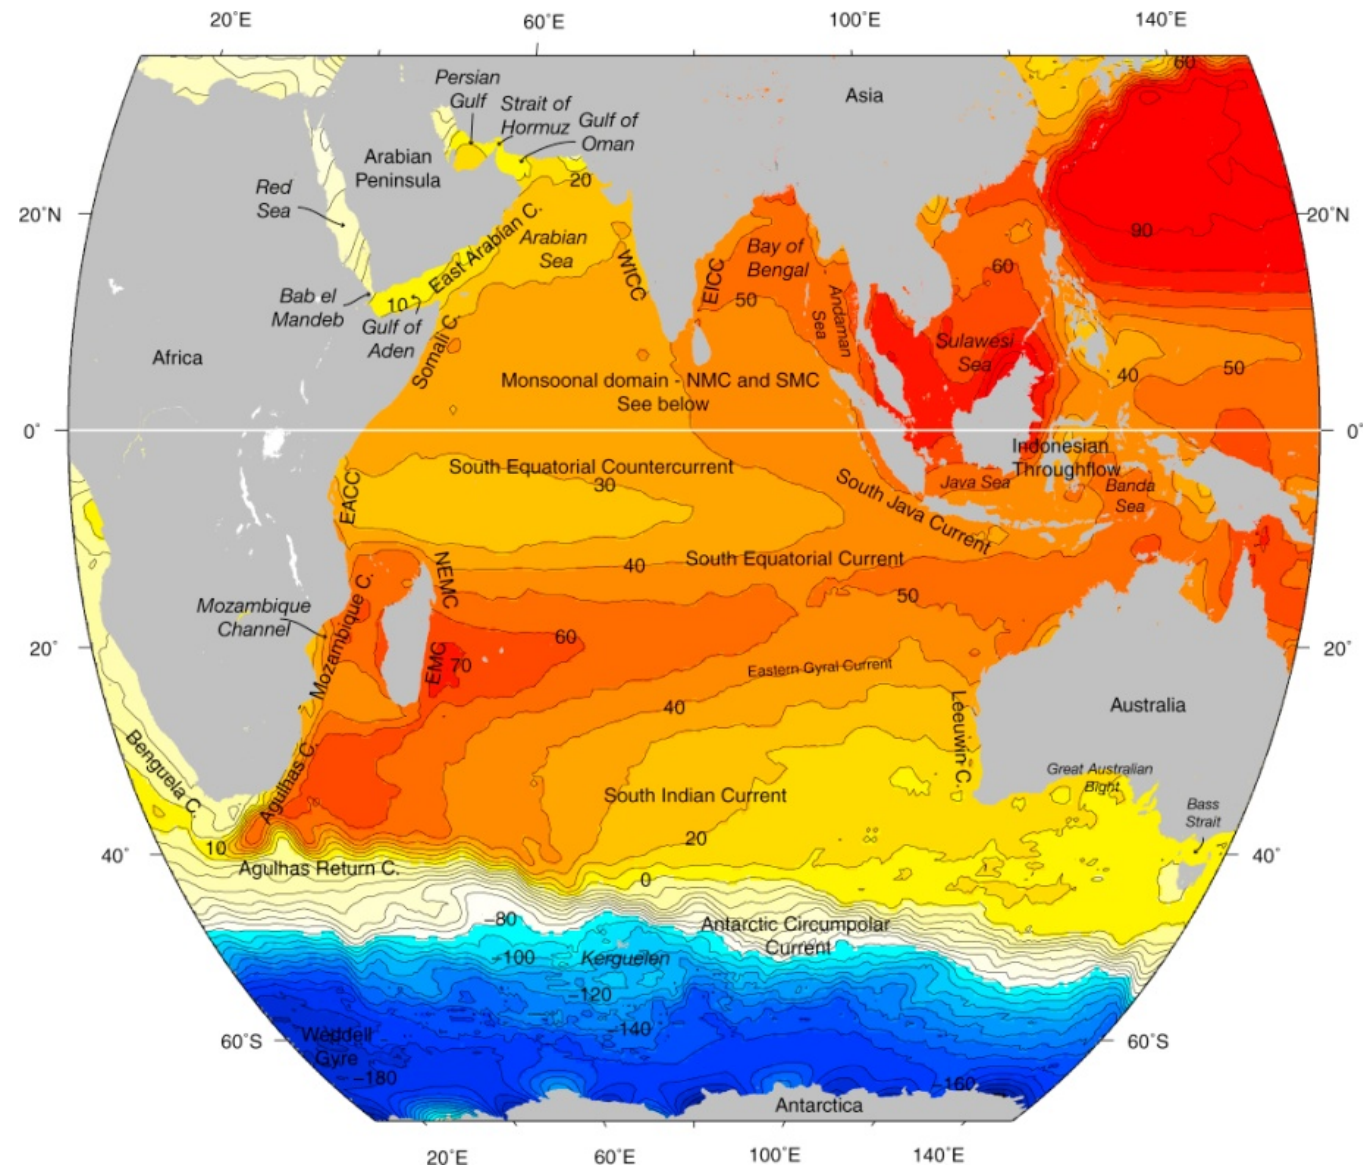 20˚E
60˚E
100˚E
140˚E
60
Persian
Gulf
Strait of
Hormuz
Gulf of
Oman
Asia
Arabian
Peninsula
20
Red
Sea
20˚N
20˚N
East Arabian C.
Arabian
Sea
90
Bay of
Bengal
WICC
EICC
60
Bab el
Mandeb
10
50
Gulf of
Aden
Andaman
Sea
Somali C.
Sulawesi
Sea
Africa
50
40
Monsoonal domain - NMC and SMC
See below
0˚
0˚
Indonesian
Throughflow
South Equatorial Countercurrent
30
Java Sea
Banda
Sea
EACC
South Java Current
South Equatorial Current
40
NEMC
50
Mozambique
Channel
Mozambique C.
60
20˚
20˚
EMC
70
Eastern Gyral Current
40
Leeuwin C.
Australia
Benguela C.
Agulhas C.
Great Australian
Bight
South Indian Current
Bass
Strait
20
10
40˚
40˚
Agulhas Return C.
0
−80
Antarctic Circumpolar
Current
−100
Kerguelen
−120
−140
Weddell
Gyre
60˚S
60˚S
−180
−160
Antarctica
20˚E
60˚E
100˚E
140˚E